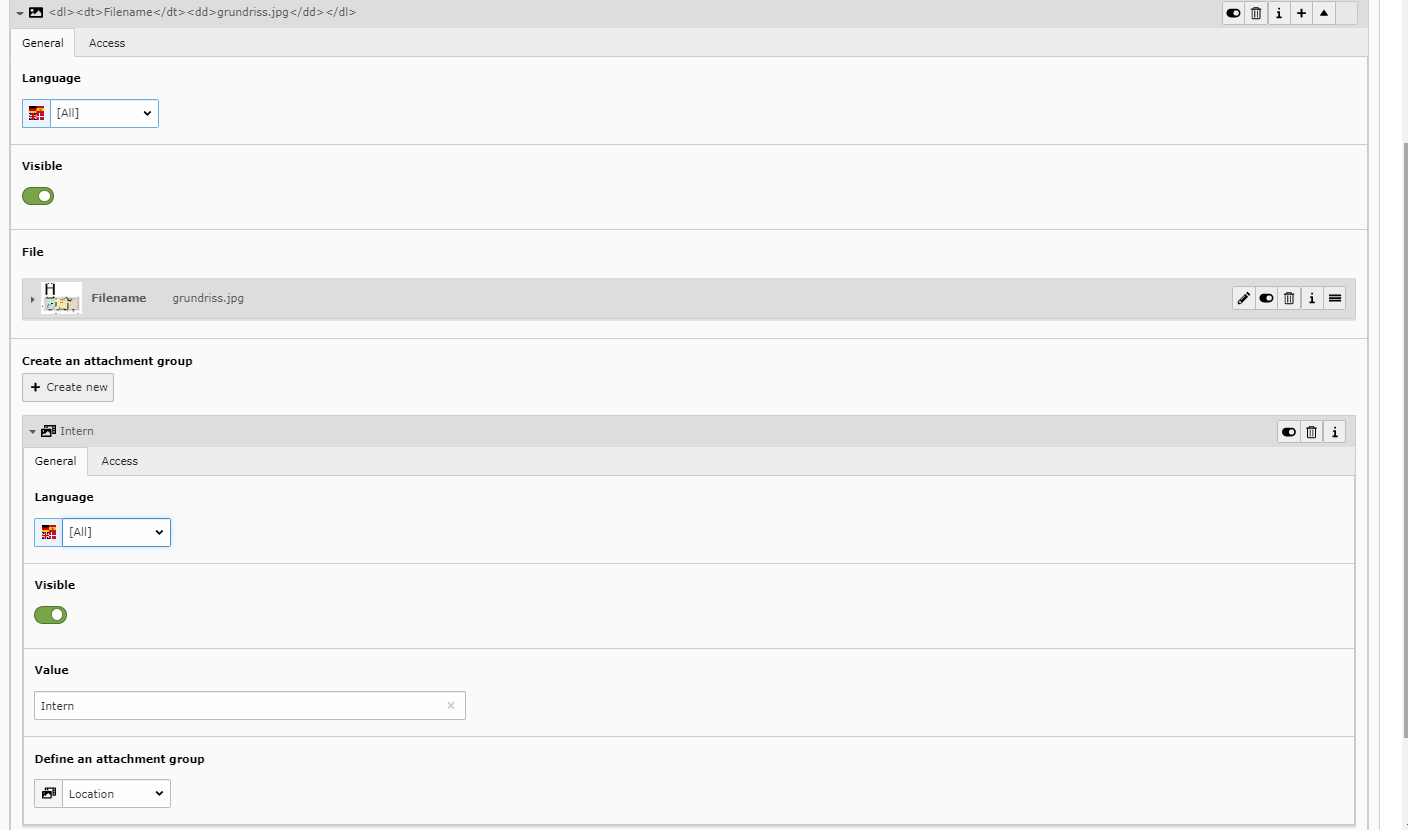 <dl><dt>Filename</dt><dd>grundriss.jpg</dd></dl>
General Access
Language
[All]
Visible
File
Filename grundriss.jpg
Create an attachment group
+ Create new
Intern
General Access
Language
[All]
Visible
Value
Intern ×
Define an attachment group
Location